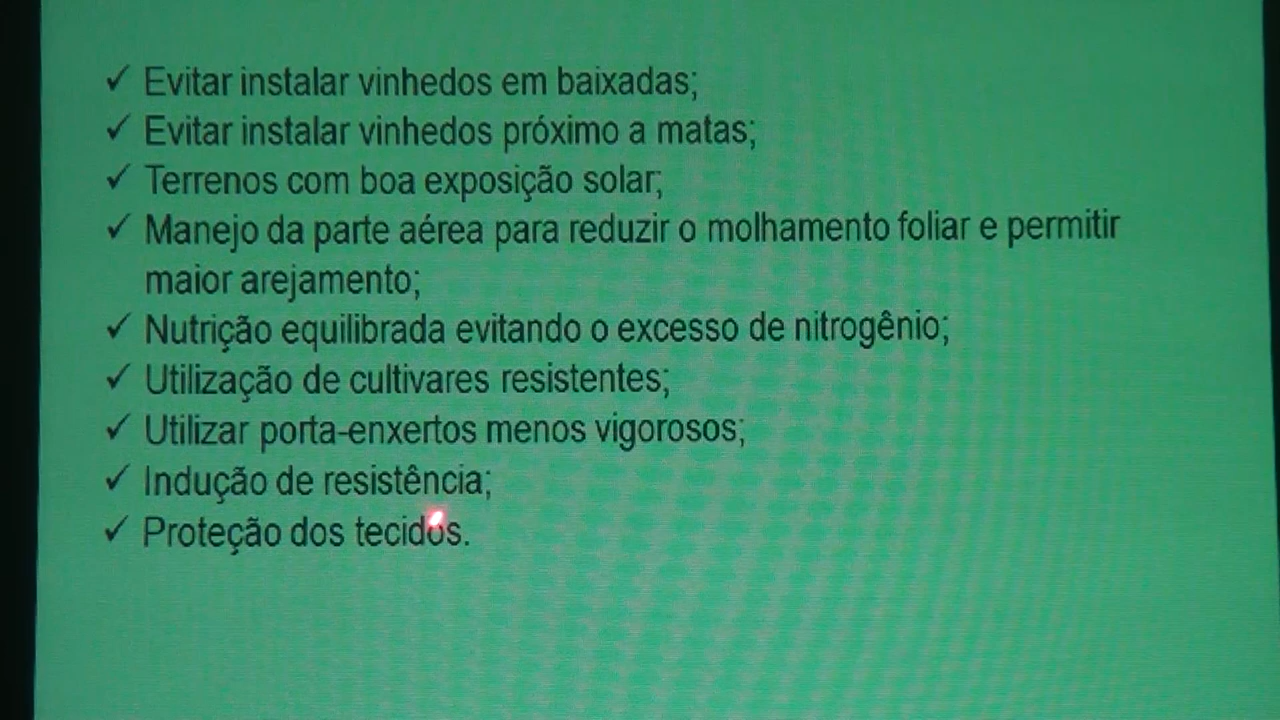 ✓ Evitar instalar vinhedos em baixadas;
✓ Evitar instalar vinhedos próximo a matas;
✓ Terrenos com boa exposição solar;
✓ Manejo da parte aérea para reduzir o molhamento foliar e permitir
maior arejamento;
✓ Nutrição equilibrada evitando o excesso de nitrogênio;
✓ Utilização de cultivares resistentes;
✓ Utilizar porta-enxertos menos vigorosos;
✓ Indução de resistência;
✓ Proteção dos tecidos.